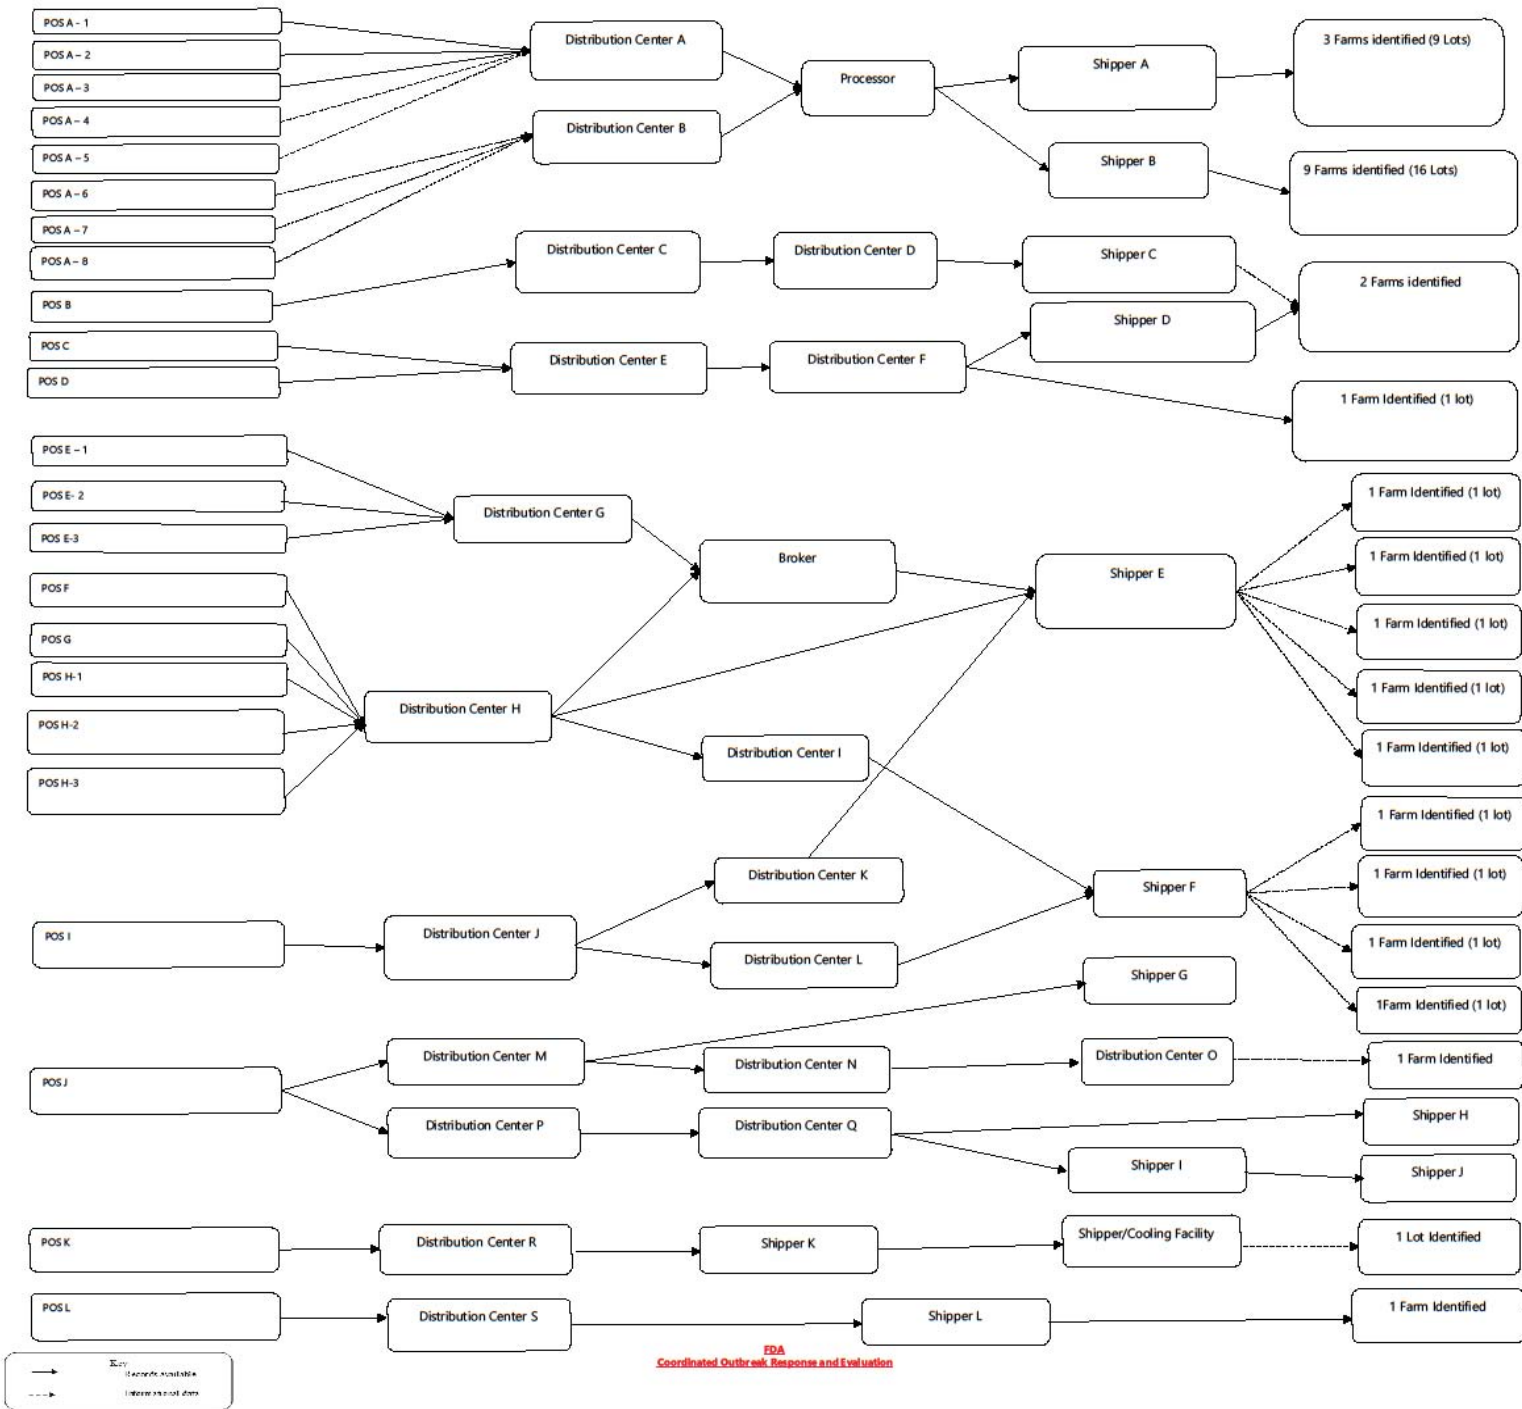 POS A - 1
POS A – 2
POS A – 3
POS A – 4
POS A – 5
POS A – 6
POS A – 7
POS A – 8
POS B
POS C
POS D
Distribution Center A
Distribution Center B
Processor
Shipper A
3 Farms identified (9 Lots)
Shipper B
9 Farms identified (16 Lots)
Distribution Center C
Distribution Center D
Shipper C
2 Farms identified
Shipper D
Distribution Center E
Distribution Center F
1 Farm Identified (1 lot)
POS E – 1
POS E- 2
POS E-3
POS F
POS G
POS H-1
POS H-2
POS H-3
Distribution Center G
Broker
Shipper E
Distribution Center H
Distribution Center I
1 Farm Identified (1 lot)
1 Farm Identified (1 lot)
1 Farm Identified (1 lot)
1 Farm Identified (1 lot)
1 Farm Identified (1 lot)
POS I
Distribution Center J
Distribution Center K
Distribution Center L
Shipper F
1 Farm Identified (1 lot)
1 Farm Identified (1 lot)
1 Farm Identified (1 lot)
1Farm Identified (1 lot)
POS J
Distribution Center M
Shipper G
Distribution Center N
Distribution Center O
1 Farm Identified
Distribution Center P
Distribution Center Q
Shipper H
Shipper I
Shipper J
POS K
Distribution Center R
Shipper K
Shipper/Cooling Facility
1 Lot Identified
POS L
Distribution Center S
Shipper L
1 Farm Identified
Key
Records available
Informational data
FDA
Coordinated Outbreak Response and Evaluation